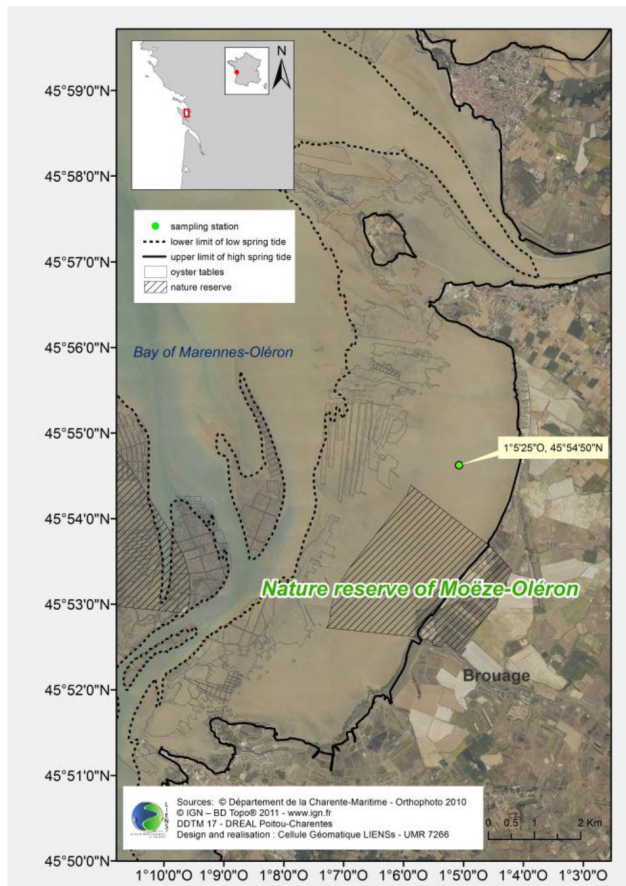 N
45°59'0"N
45°58'0"N
45°57'0"N
45°56'0"N
45°55'0"N
45°54'0"N
45°53'0"N
45°52'0"N
45°51'0"N
45°50'0"N
sampling station
lower limit of low spring tide
upper limit of high spring tide
oyster tables
nature reserve
Bay of Marennes-Oléron
1°5'25"O, 45°54'50"N
Nature reserve of Moëze-Oléron
Brouage
LIENSs
Sources: © Département de la Charente-Maritime - Orthophoto 2010
© IGN – BD Topo® 2011 - www.ign.fr
DDTM 17 - DREAL Poitou-Charentes
Design and realisation : Cellule Géomatique LIENSs - UMR 7266
0 0.5 1 2 Km
1°10'0"W 1°9'0"W 1°8'0"W 1°7'0"W 1°6'0"W 1°5'0"W 1°4'0"W 1°3'0"W